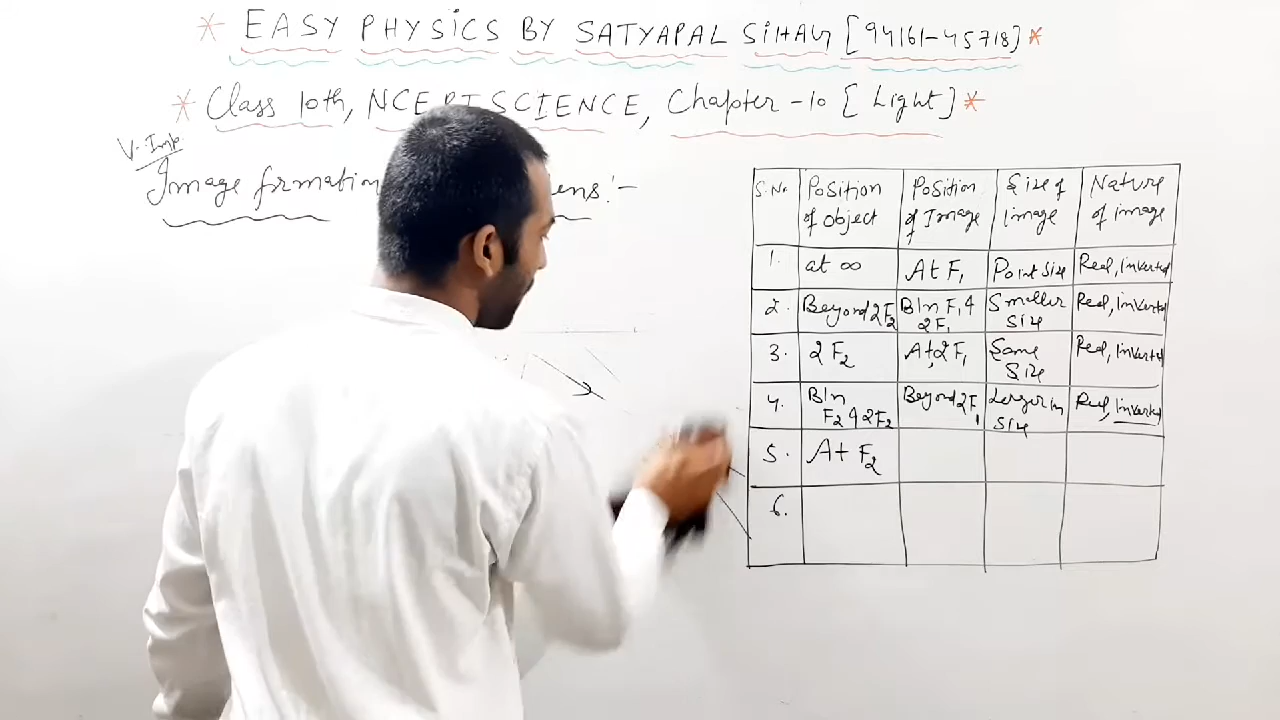 * EASY PHYSICS BY SATYAPAL SIHAG [94161-45718] *
* Class 10th, NCERT SCIENCE, Chapter-10 [Light] *
V. Imp.
Image formation ens:-
S.No. Position of Object Position of Image Size of image Nature of image
1. at ∞ At F₁ Point Size Real, inverted
2. Beyond 2F₂ B/n F₁ & 2F₁ Smaller size Real, inverted
3. 2F₂ At 2F₁ Same Size Real, inverted
4. B/n F₂ & 2F₂ Beyond 2F₁ Larger in size Real, inverted
5. At F₂
6.